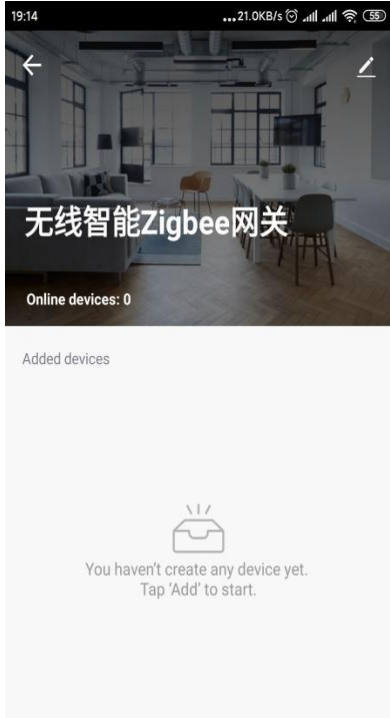 19:14
...21.0KB/s 55
无线智能Zigbee网关
Online devices: 0
Added devices
You haven't create any device yet.
Tap 'Add' to start.